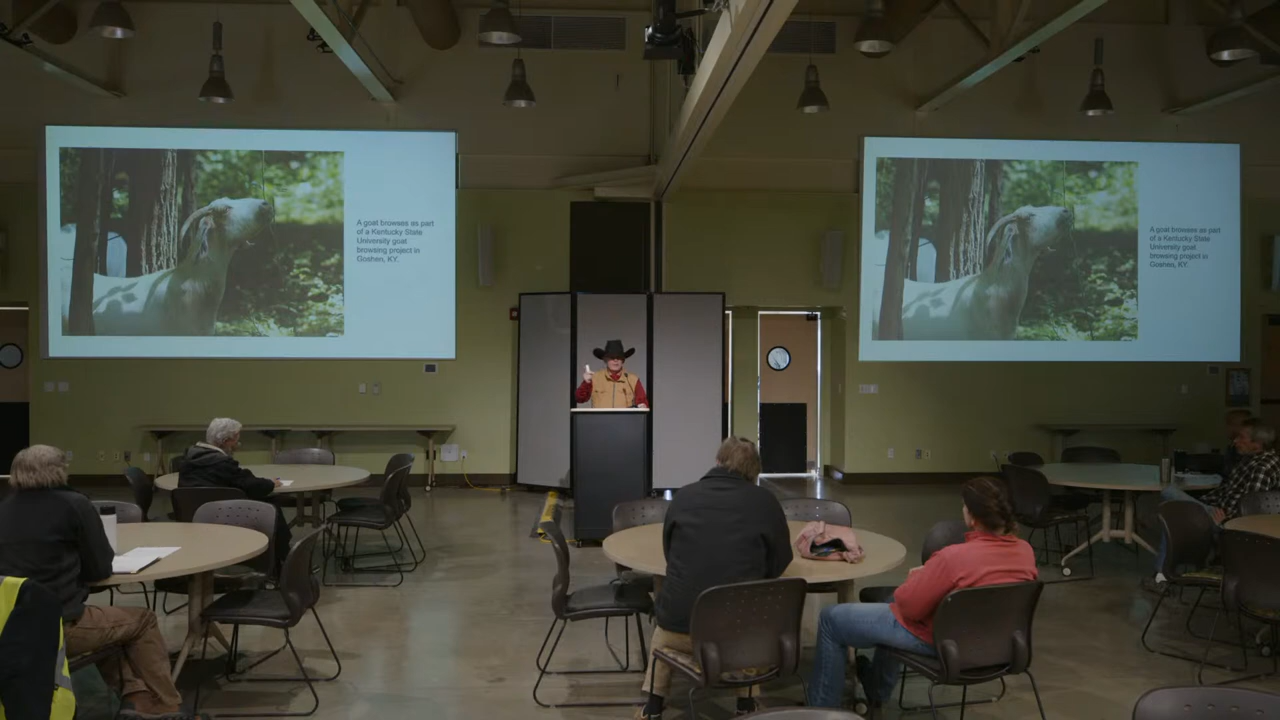 A goat browses as part
of a Kentucky State
University goat
browsing project in
Goshen, KY.
A goat browses as part
of a Kentucky State
University goat
browsing project in
Goshen, KY.